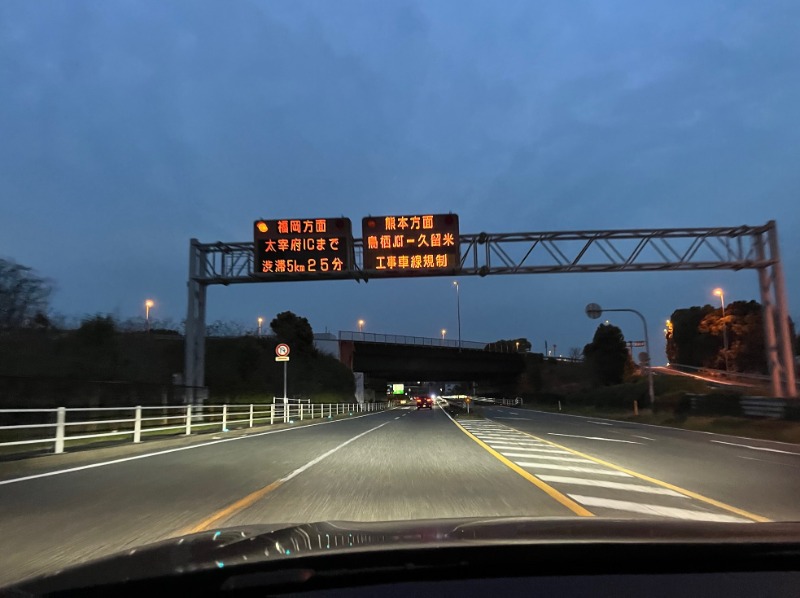 福岡方面
太宰府ICまで
渋滞5km25分
熊本方面
鳥栖JCTー久留米
工事車線規制